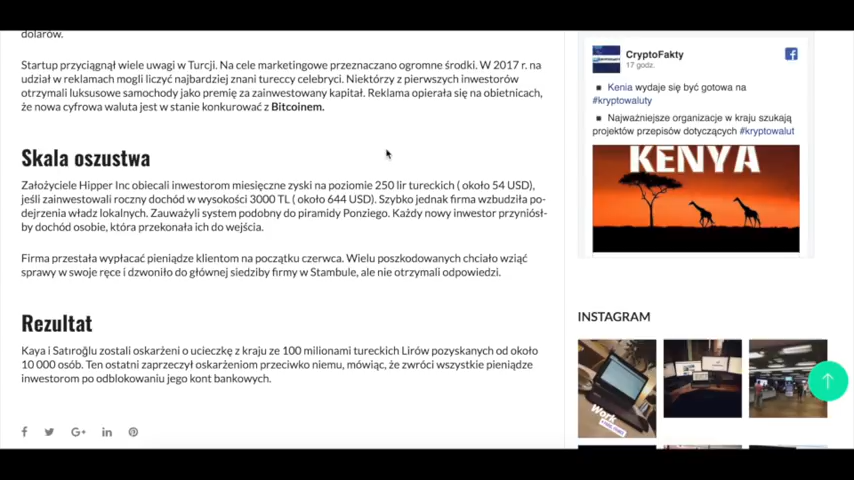 dolarów.
Startup przyciągnął wiele uwagi w Turcji. Na cele marketingowe przeznaczano ogromne środki. W 2017 r. na
udział w reklamach mogli liczyć najbardziej znani tureccy celebryci. Niektórzy z pierwszych inwestorów
otrzymali luksusowe samochody jako premię za zainwestowany kapitał. Reklama opierała się na obietnicach,
że nowa cyfrowa waluta jest w stanie konkurować z Bitcoinem.
Skala oszustwa
Założyciele Hipper Inc obiecali inwestorom miesięczne zyski na poziomie 250 lir tureckich ( około 54 USD),
jeśli zainwestowali roczny dochód w wysokości 3000 TL ( około 644 USD). Szybko jednak firma wzbudziła po-
dejrzenia władz lokalnych. Zauważyli system podobny do piramidy Ponziego. Każdy nowy inwestor przyniósł-
by dochód osobie, która przekonała ich do wejścia.
Firma przestała wypłacać pieniądze klientom na początku czerwca. Wielu poszkodowanych chciało wziąć
sprawy w swoje ręce i dzwoniło do głównej siedziby firmy w Stambule, ale nie otrzymali odpowiedzi.
Rezultat
Kaya i Satıroğlu zostali oskarżeni o ucieczkę z kraju ze 100 milionami tureckich Lirów pozyskanych od około
10 000 osób. Ten ostatni zaprzeczył oskarżeniom przeciwko niemu, mówiąc, że zwróci wszystkie pieniądze
inwestorom po odblokowaniu jego kont bankowych.
CryptoFakty
17 godz.
Kenia wydaje się być gotowa na
#kryptowaluty
Najważniejsze organizacje w kraju szukają
projektów przepisów dotyczących #kryptowalut
KENYA
INSTAGRAM
Work